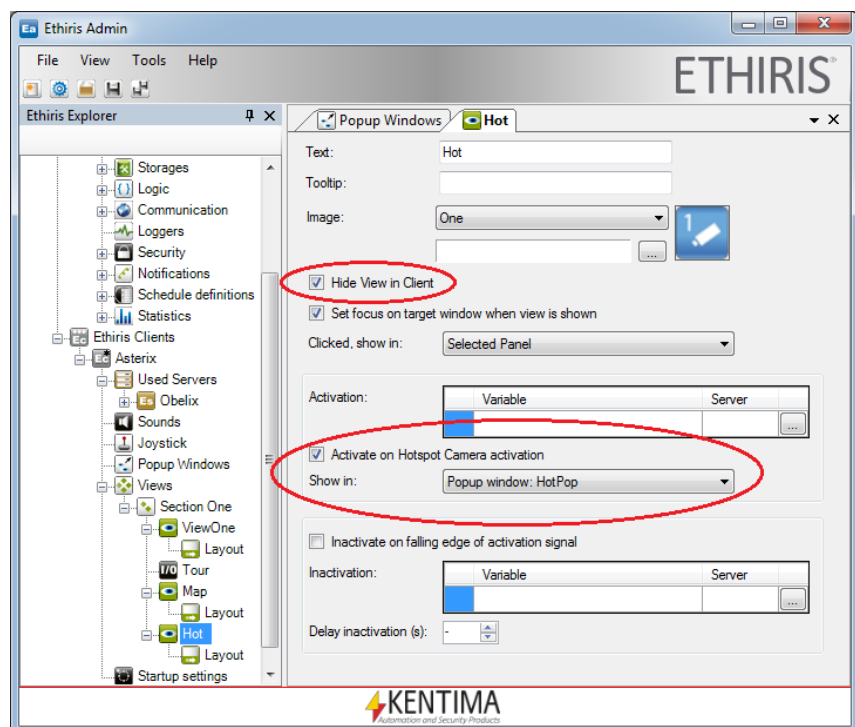 Ea Ethiris Admin
File View Tools Help
ETHIRIS®
Ethiris Explorer
Popup Windows Hot
Storages
Logic
Communication
Loggers
Security
Notifications
Schedule definitions
Statistics
Ethiris Clients
Asterix
Used Servers
Obelix
Sounds
Joystick
Popup Windows
Views
Section One
ViewOne
Layout
I/O Tour
Map
Layout
Hot
Layout
Startup settings
Text: Hot
Tooltip:
Image: One 1
...
Hide View in Client
Set focus on target window when view is shown
Clicked, show in: Selected Panel
Activation: Variable Server
...
Activate on Hotspot Camera activation
Show in: Popup window: HotPop
Inactivate on falling edge of activation signal
Inactivation: Variable Server
...
Delay inactivation (s): -
KENTIMA
Automation and Security Products